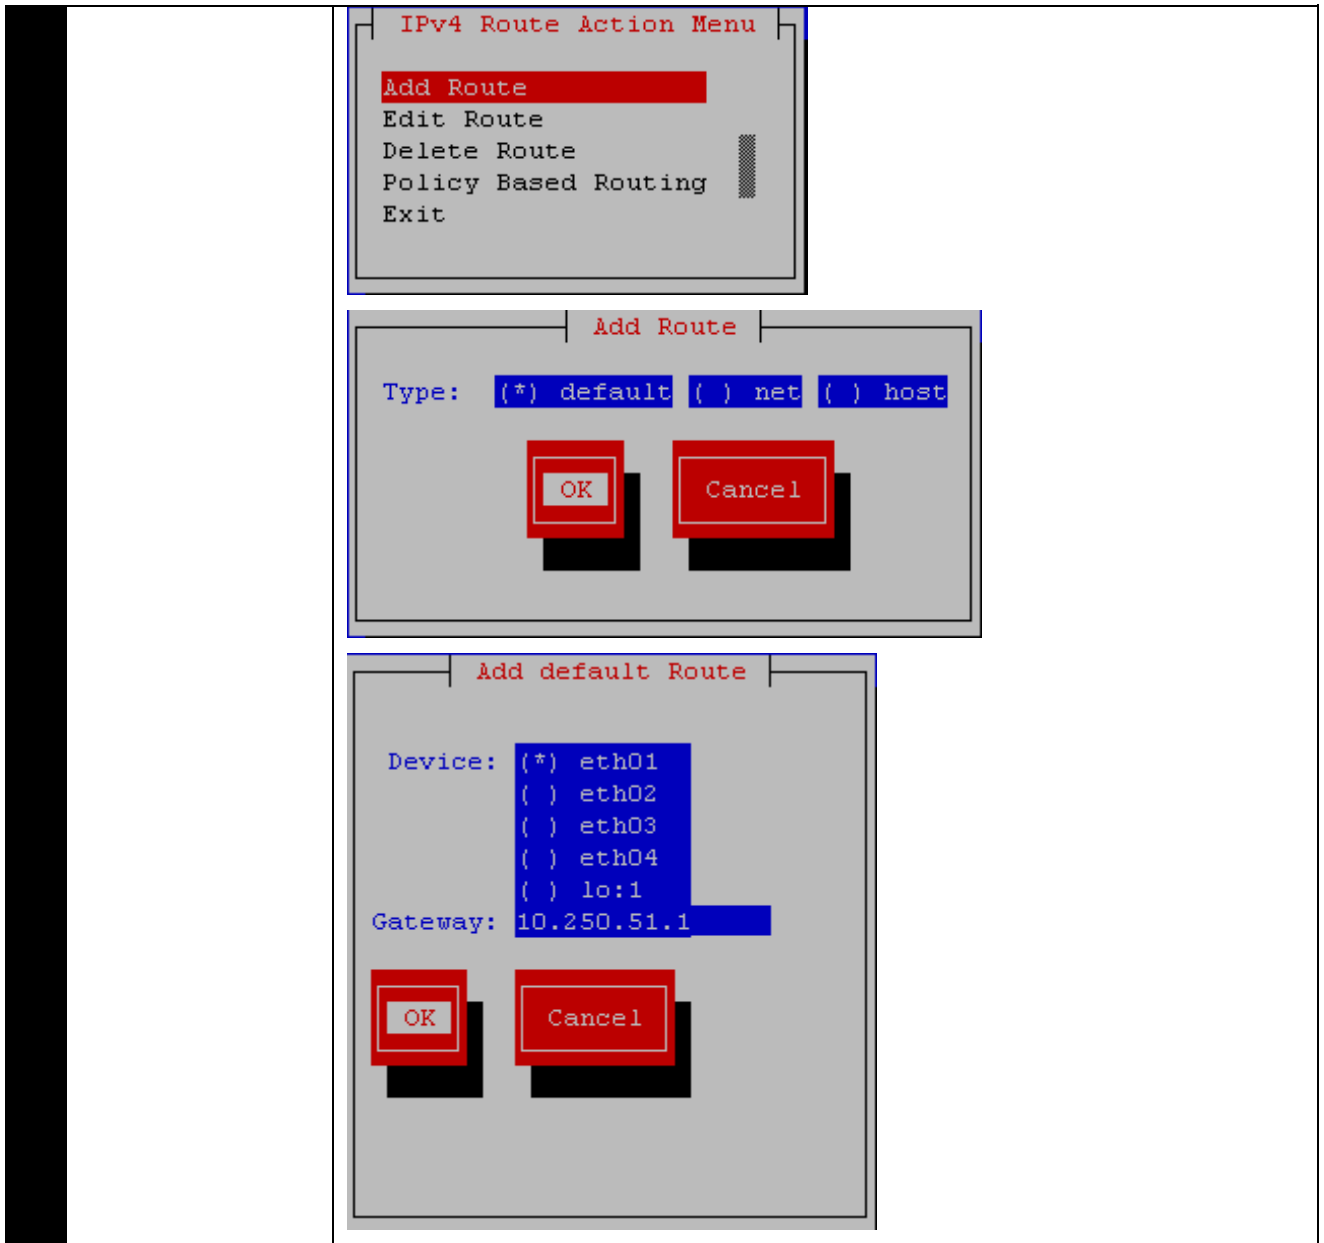 IPv4 Route Action Menu
Add Route
Edit Route
Delete Route
Policy Based Routing
Exit
Add Route
Type: (*) default ( ) net ( ) host
OK Cancel
Add default Route
Device: (*) eth01
( ) eth02
( ) eth03
( ) eth04
( ) lo:1
Gateway: 10.250.51.1
OK Cancel